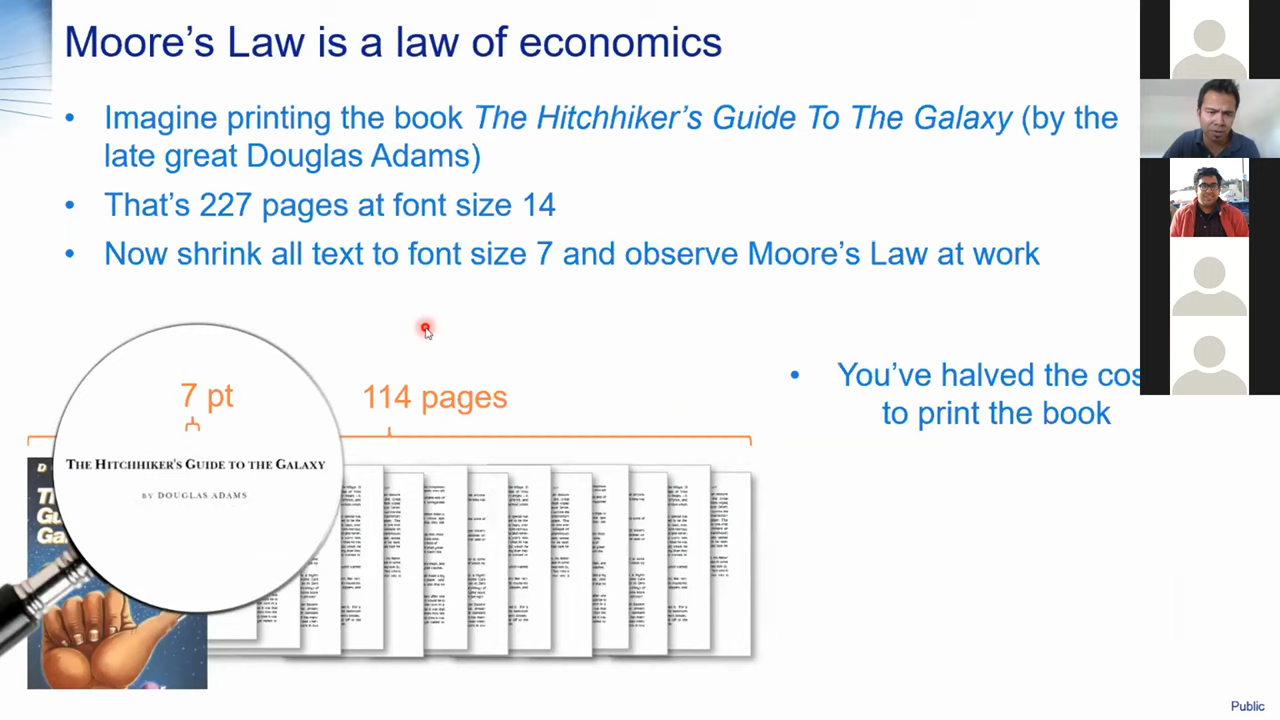 Moore's Law is a law of economics
• Imagine printing the book The Hitchhiker's Guide To The Galaxy (by the
late great Douglas Adams)
• That's 227 pages at font size 14
• Now shrink all text to font size 7 and observe Moore's Law at work
7 pt
114 pages
• You've halved the cos
to print the book
THE HITCHHIKER'S GUIDE TO THE GALAXY
BY DOUGLAS ADAMS
Public